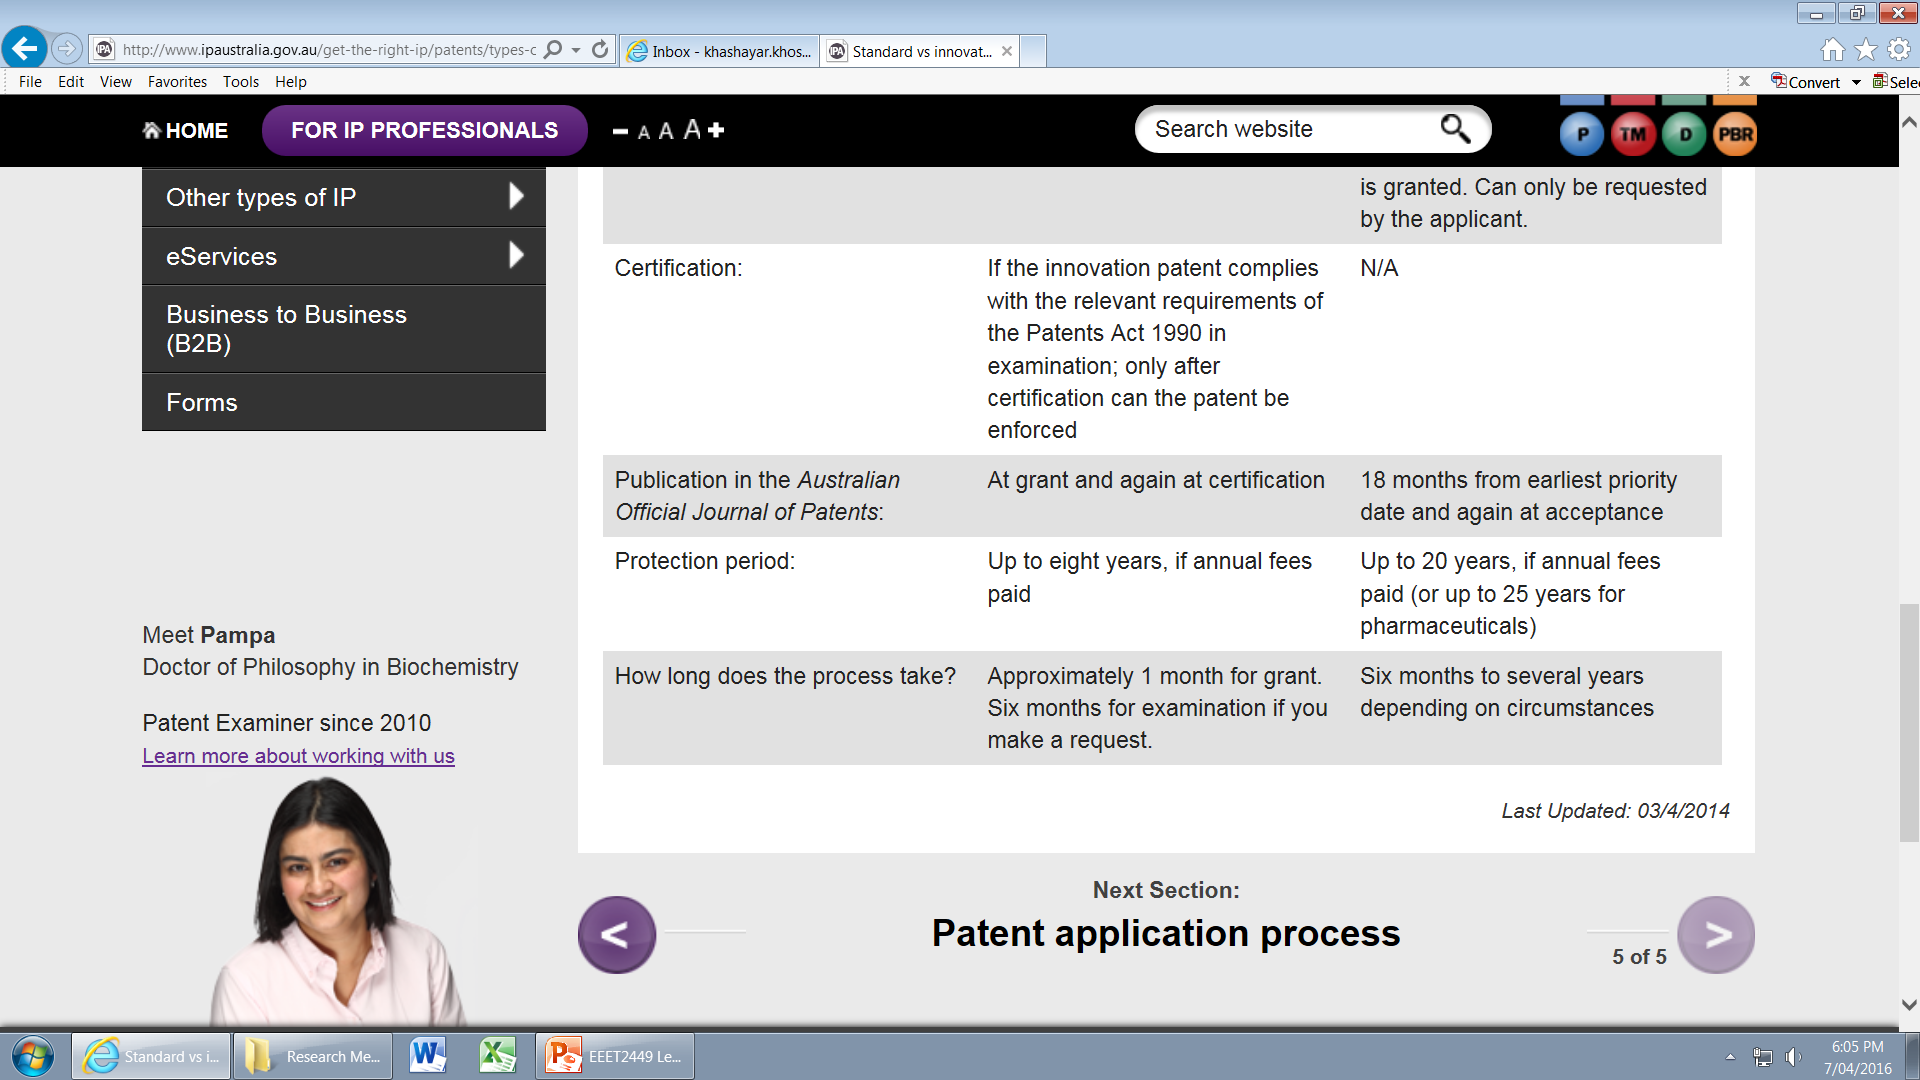 http://www.ipaustralia.gov.au/get-the-right-ip/patents/types-c
Inbox - khashayar.khos...
Standard vs innovat...
File Edit View Favorites Tools Help
Convert
Selec
HOME
FOR IP PROFESSIONALS
− A A A +
Search website
P TM D PBR
Other types of IP
eServices
Business to Business
(B2B)
Forms
Meet Pampa
Doctor of Philosophy in Biochemistry
Patent Examiner since 2010
Learn more about working with us
is granted. Can only be requested
by the applicant.
Certification:
If the innovation patent complies
with the relevant requirements of
the Patents Act 1990 in
examination; only after
certification can the patent be
enforced
N/A
Publication in the Australian
Official Journal of Patents:
At grant and again at certification
18 months from earliest priority
date and again at acceptance
Protection period:
Up to eight years, if annual fees
paid
Up to 20 years, if annual fees
paid (or up to 25 years for
pharmaceuticals)
How long does the process take?
Approximately 1 month for grant.
Six months for examination if you
make a request.
Six months to several years
depending on circumstances
Last Updated: 03/4/2014
Next Section:
Patent application process
5 of 5
Standard vs i...
Research Me...
EEET2449 Le...
6:05 PM
7/04/2016